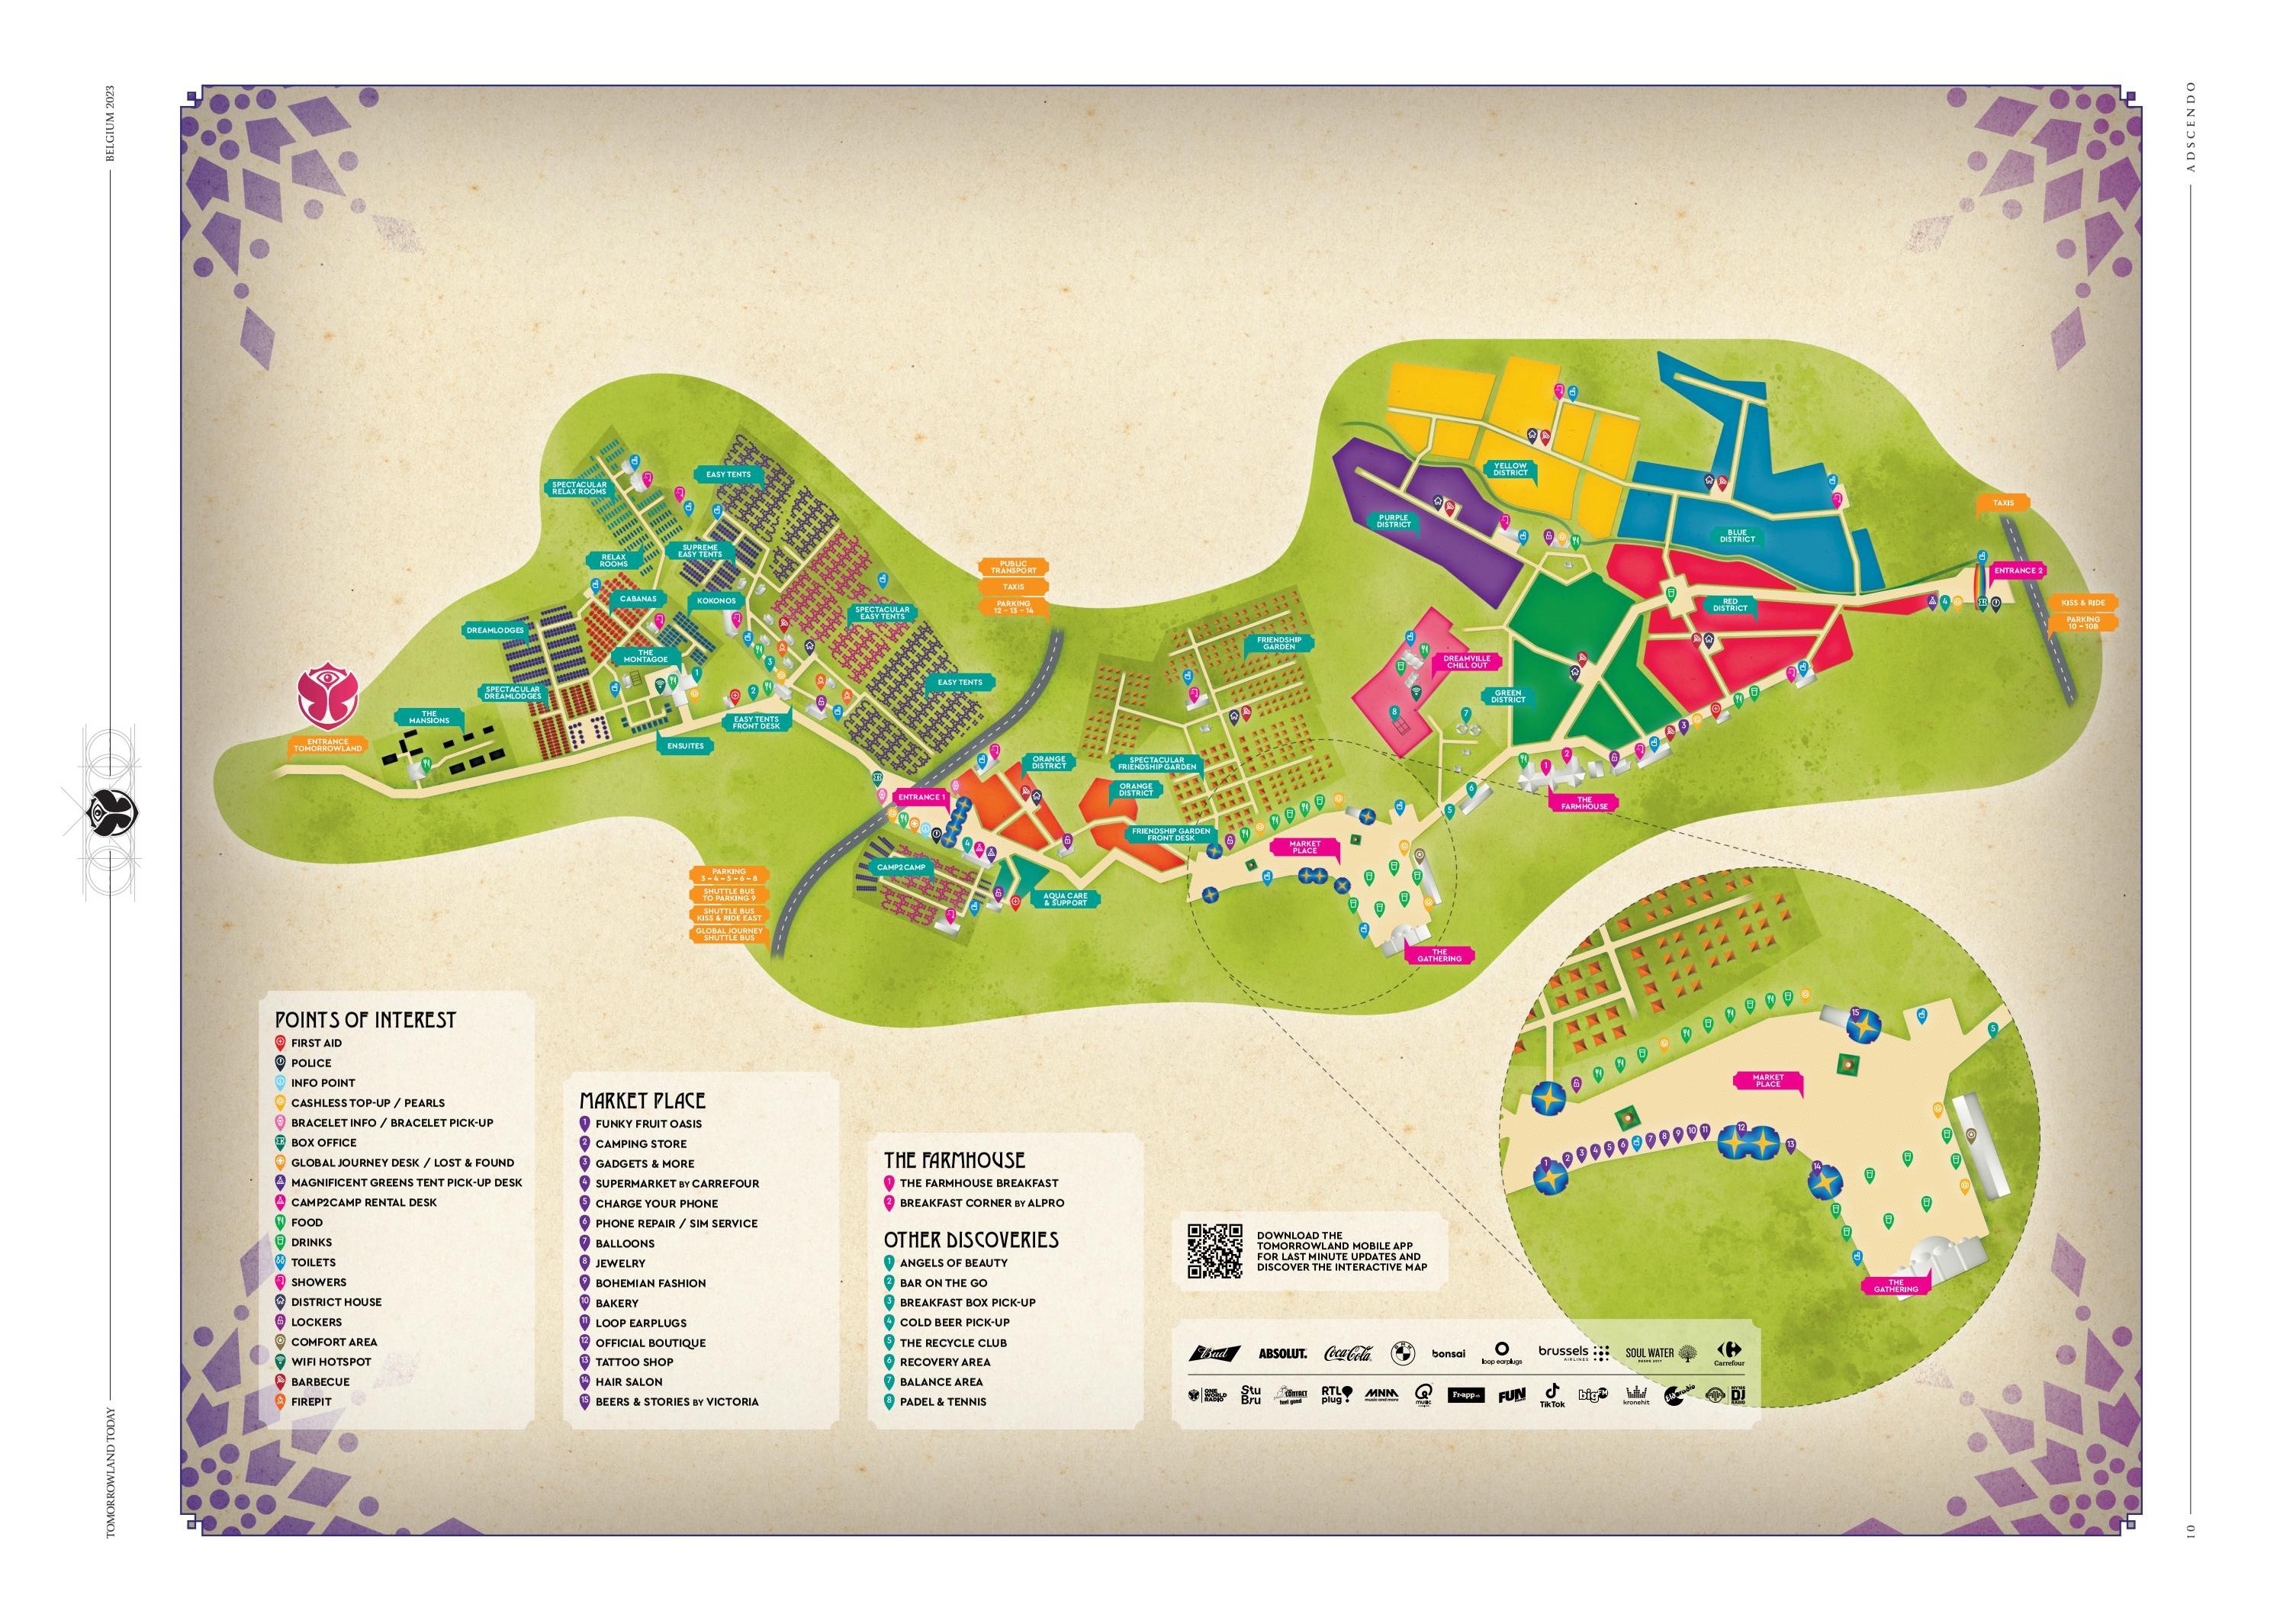 BELGIUM 2023
TOMORROWLAND TODAY
ADSCENDO
10
SPECTACULAR
RELAX ROOMS
EASY TENTS
SUPREME
EASY TENTS
RELAX
ROOMS
CABANAS
KOKONOS
SPECTACULAR
EASY TENTS
DREAMLODGES
THE
MONTAGOE
SPECTACULAR
DREAMLODGES
EASY TENTS
THE
MANSIONS
EASY TENTS
FRONT DESK
ENSUITES
ENTRANCE
TOMORROWLAND
PUBLIC
TRANSPORT
TAXIS
PARKING
12 - 13 - 14
ENTRANCE 1
ORANGE
DISTRICT
ORANGE
DISTRICT
SPECTACULAR
FRIENDSHIP GARDEN
FRIENDSHIP
GARDEN
FRIENDSHIP GARDEN
FRONT DESK
CAMP2CAMP
AQUA CARE
& SUPPORT
PARKING
3 - 4 - 5 - 6 - 8
SHUTTLE BUS
TO PARKING 9
SHUTTLE BUS
KISS & RIDE EAST
GLOBAL JOURNEY
SHUTTLE BUS
MARKET
PLACE
THE
GATHERING
YELLOW
DISTRICT
PURPLE
DISTRICT
BLUE
DISTRICT
RED
DISTRICT
GREEN
DISTRICT
DREAMVILLE
CHILL OUT
THE
FARMHOUSE
TAXIS
ENTRANCE 2
KISS & RIDE
PARKING
10 - 10B
MARKET
PLACE
THE
GATHERING
POINTS OF INTEREST
FIRST AID
POLICE
INFO POINT
CASHLESS TOP-UP / PEARLS
BRACELET INFO / BRACELET PICK-UP
BOX OFFICE
GLOBAL JOURNEY DESK / LOST & FOUND
MAGNIFICENT GREENS TENT PICK-UP DESK
CAMP2CAMP RENTAL DESK
FOOD
DRINKS
TOILETS
SHOWERS
DISTRICT HOUSE
LOCKERS
COMFORT AREA
WIFI HOTSPOT
BARBECUE
FIREPIT
MARKET PLACE
1 FUNKY FRUIT OASIS
2 CAMPING STORE
3 GADGETS & MORE
4 SUPERMARKET BY CARREFOUR
5 CHARGE YOUR PHONE
6 PHONE REPAIR / SIM SERVICE
7 BALLOONS
8 JEWELRY
9 BOHEMIAN FASHION
10 BAKERY
11 LOOP EARPLUGS
12 OFFICIAL BOUTIQUE
13 TATTOO SHOP
14 HAIR SALON
15 BEERS & STORIES BY VICTORIA
THE FARMHOUSE
1 THE FARMHOUSE BREAKFAST
2 BREAKFAST CORNER BY ALPRO
OTHER DISCOVERIES
1 ANGELS OF BEAUTY
2 BAR ON THE GO
3 BREAKFAST BOX PICK-UP
4 COLD BEER PICK-UP
5 THE RECYCLE CLUB
6 RECOVERY AREA
7 BALANCE AREA
8 PADEL & TENNIS
DOWNLOAD THE
TOMORROWLAND MOBILE APP
FOR LAST MINUTE UPDATES AND
DISCOVER THE INTERACTIVE MAP
Bud ABSOLUT. Coca-Cola BMW bonsai loop earplugs brussels AIRLINES SOUL WATER Carrefour
ONE WORLD RADIO Stu Bru CONTACT feel good RTL plug MNM music and more Q music Fr-app FUN TikTok big kronehit radio DJ